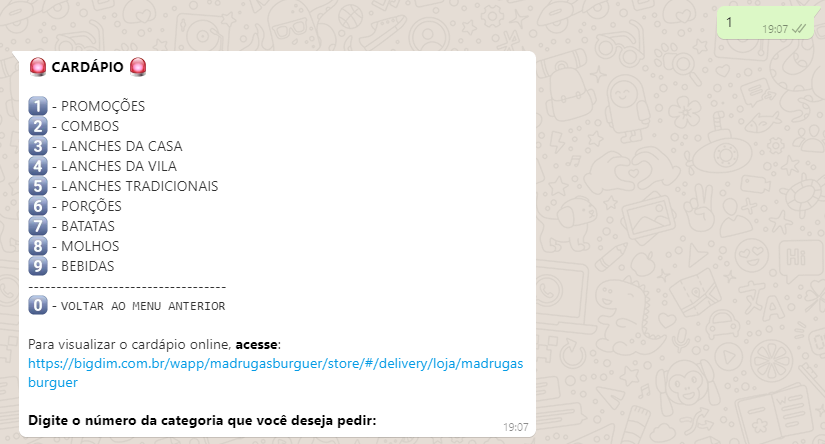 1
19:07
🚨 CARDÁPIO 🚨
1 - PROMOÇÕES
2 - COMBOS
3 - LANCHES DA CASA
4 - LANCHES DA VILA
5 - LANCHES TRADICIONAIS
6 - PORÇÕES
7 - BATATAS
8 - MOLHOS
9 - BEBIDAS
-----------------------------------
0 - VOLTAR AO MENU ANTERIOR
Para visualizar o cardápio online, acesse:
https://bigdim.com.br/wapp/madrugasburguer/store/#/delivery/loja/madrugas
burguer
Digite o número da categoria que você deseja pedir:
19:07